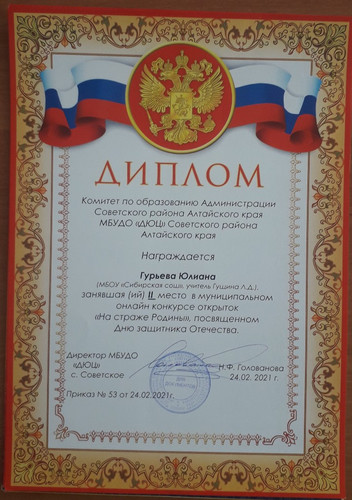 ДИПЛОМ
Комитет по образованию Администрации
Советского района Алтайского края
МБУДО «ДЮЦ» Советского района
Алтайского края
Награждается
Гурьева Юлиана
(МБОУ «Сибирская сош», учитель Гущина Л.Д.),
занявшая (ий) II место в муниципальном
онлайн конкурсе открыток
«На страже Родины», посвященном
Дню защитника Отечества.
Директор МБУДО
«ДЮЦ»
с. Советское
Н.Ф. Голованова
24.02. 2021 г.
Приказ № 53 от 24.02.2021г.